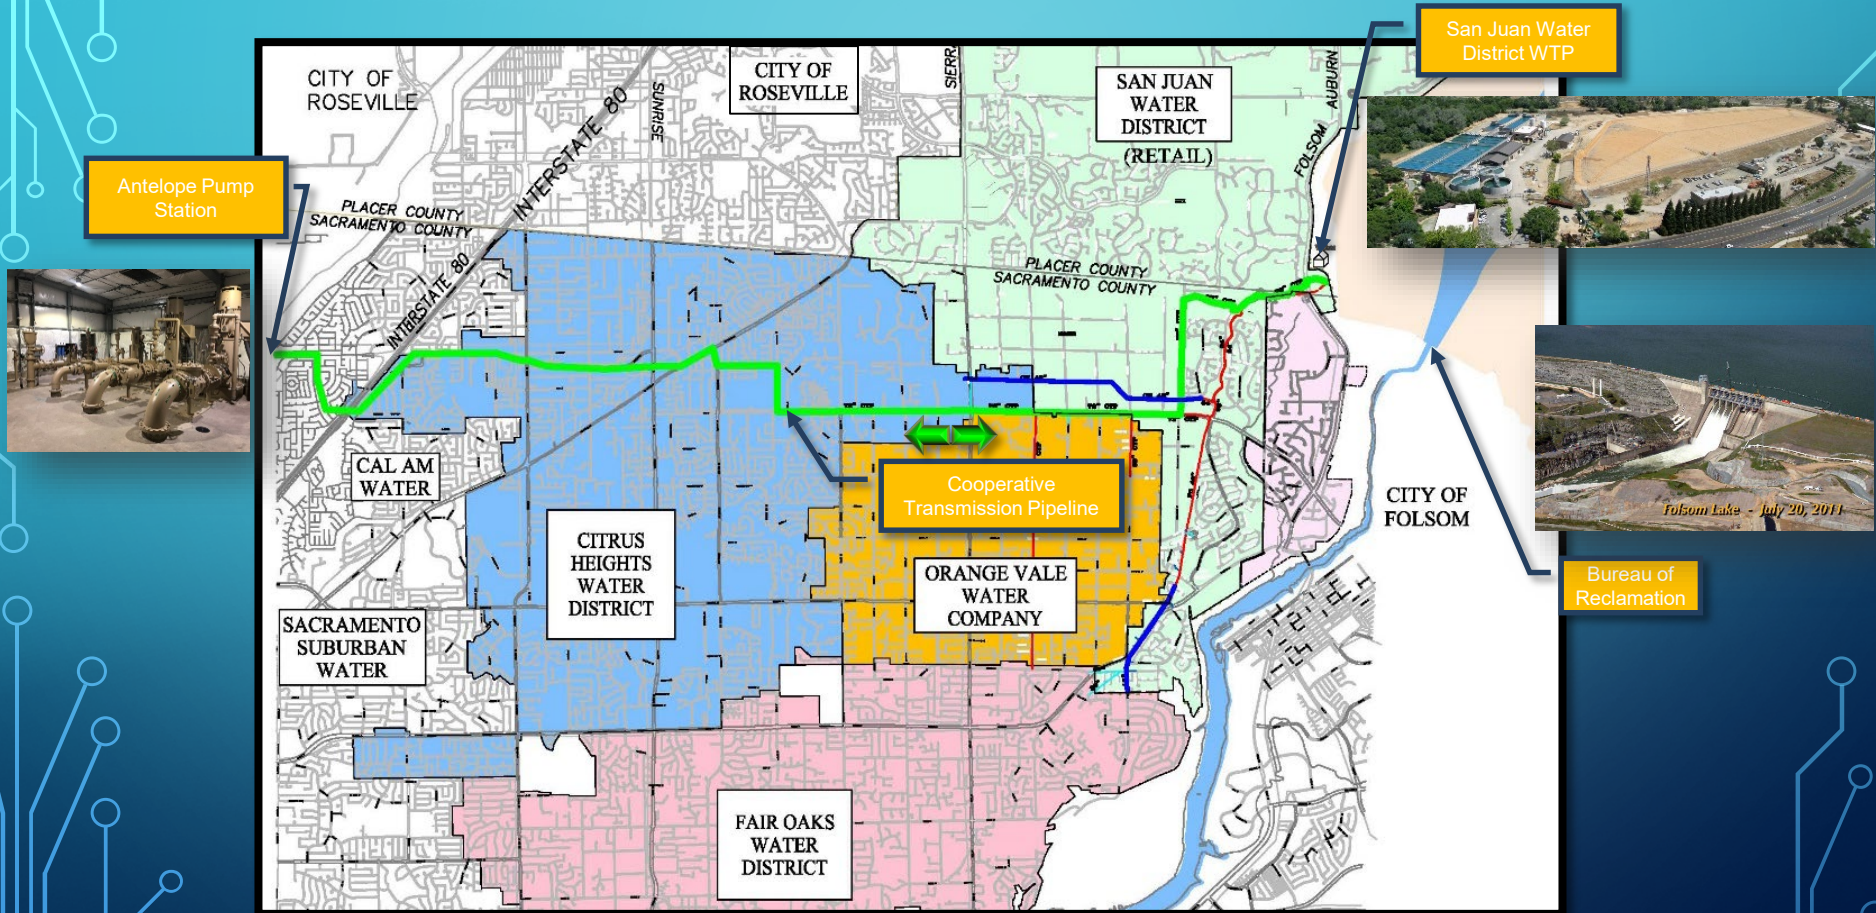 San Juan Water
District WTP
CITY OF
ROSEVILLE
CITY OF
ROSEVILLE
SUNRISE
INTERSTATE 80
SAN JUAN
WATER
DISTRICT
(RETAIL)
AUBURN
FOLSOM
Antelope Pump
Station
PLACER COUNTY
SACRAMENTO COUNTY
INTERSTATE 80
PLACER COUNTY
SACRAMENTO COUNTY
CAL AM
WATER
Cooperative
Transmission Pipeline
CITY OF
FOLSOM
Folsom Lake - July 20, 2011
CITRUS
HEIGHTS
WATER
DISTRICT
ORANGE VALE
WATER
COMPANY
Bureau of
Reclamation
SACRAMENTO
SUBURBAN
WATER
FAIR OAKS
WATER
DISTRICT